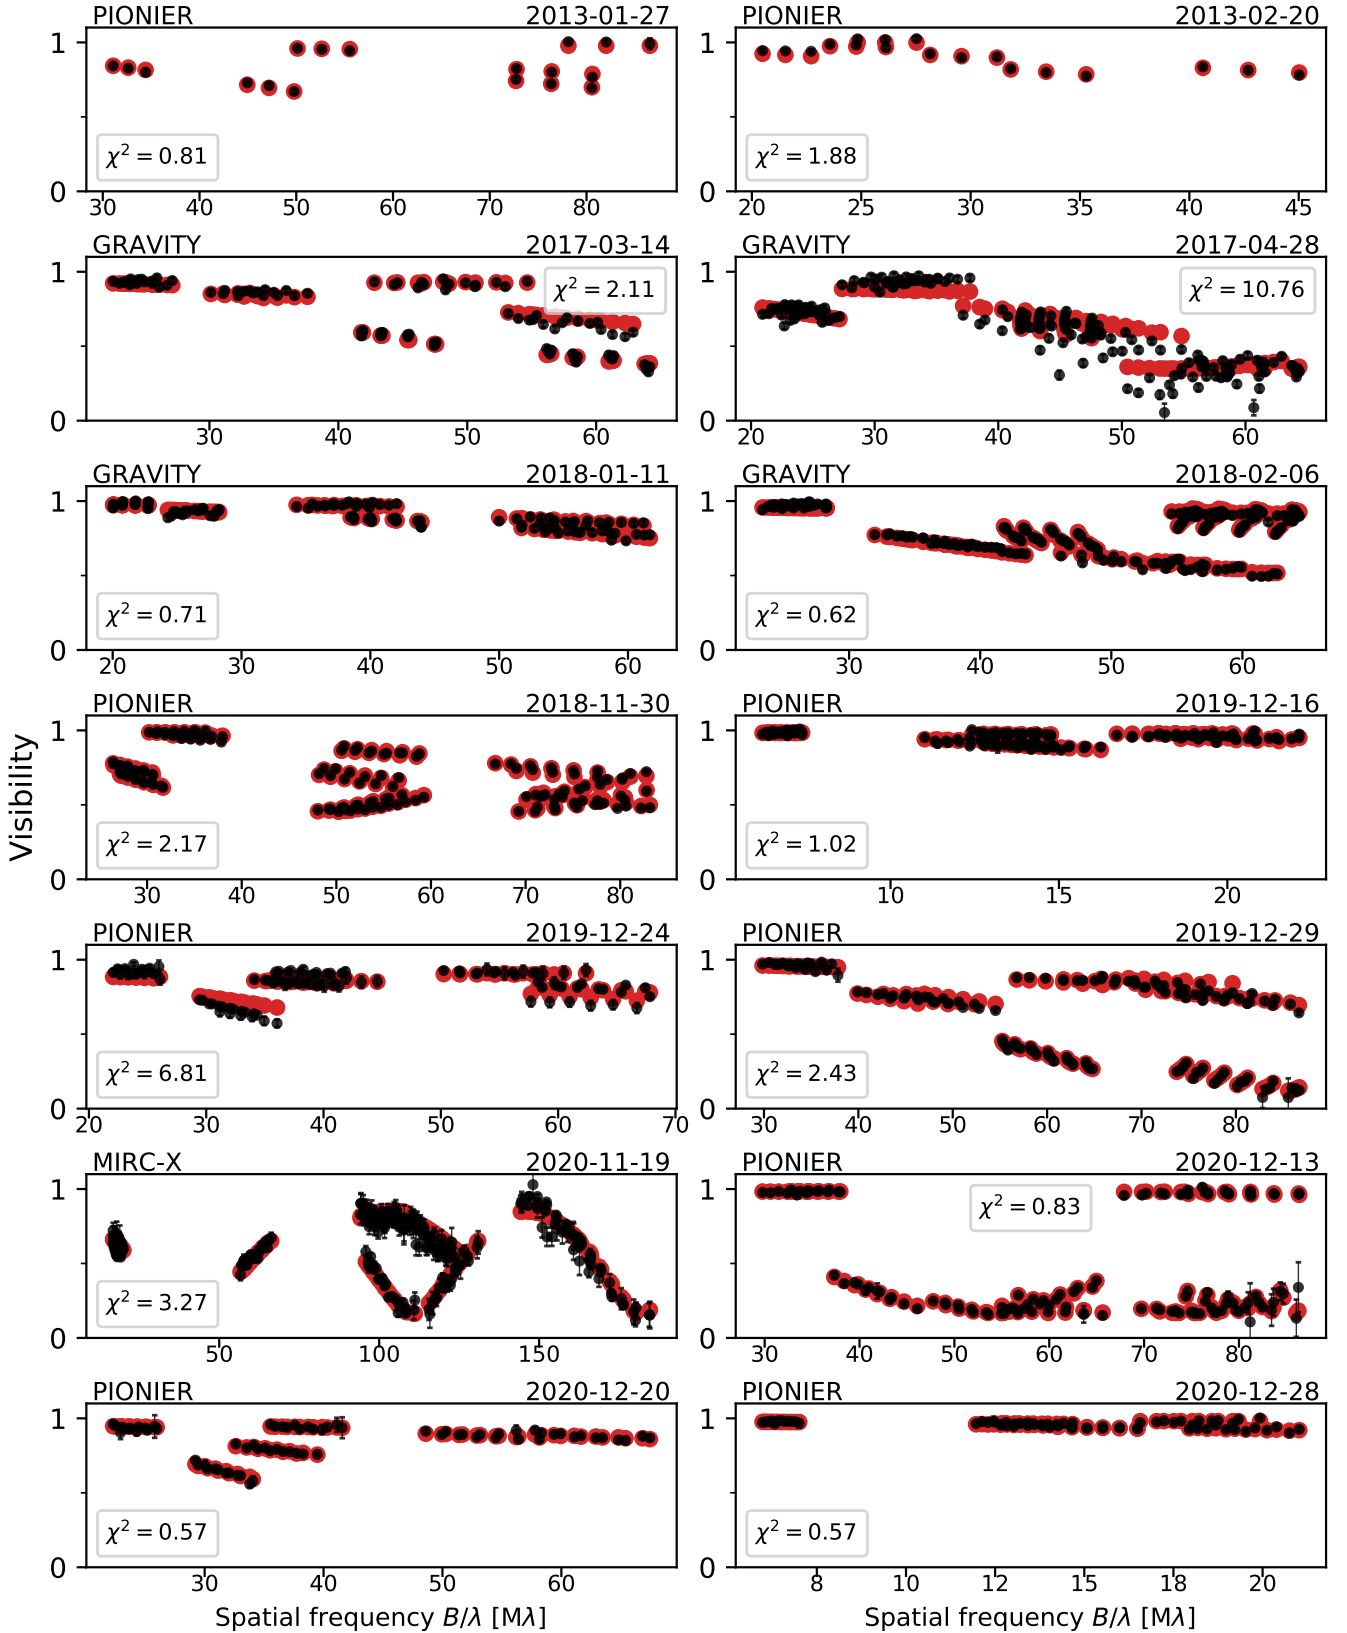 PIONIER 2013-01-27
1
0
χ² = 0.81
30 40 50 60 70 80
PIONIER 2013-02-20
1
0
χ² = 1.88
20 25 30 35 40 45
GRAVITY 2017-03-14
1
0
χ² = 2.11
30 40 50 60
GRAVITY 2017-04-28
1
0
χ² = 10.76
20 30 40 50 60
GRAVITY 2018-01-11
1
0
χ² = 0.71
20 30 40 50 60
GRAVITY 2018-02-06
1
0
χ² = 0.62
30 40 50 60
Visibility
PIONIER 2018-11-30
1
0
χ² = 2.17
30 40 50 60 70 80
PIONIER 2019-12-16
1
0
χ² = 1.02
10 15 20
PIONIER 2019-12-24
1
0
χ² = 6.81
20 30 40 50 60 70
PIONIER 2019-12-29
1
0
χ² = 2.43
30 40 50 60 70 80
MIRC-X 2020-11-19
1
0
χ² = 3.27
50 100 150
PIONIER 2020-12-13
1
0
χ² = 0.83
30 40 50 60 70 80
PIONIER 2020-12-20
1
0
χ² = 0.57
30 40 50 60
Spatial frequency B/λ [Mλ]
PIONIER 2020-12-28
1
0
χ² = 0.57
8 10 12 15 18 20
Spatial frequency B/λ [Mλ]